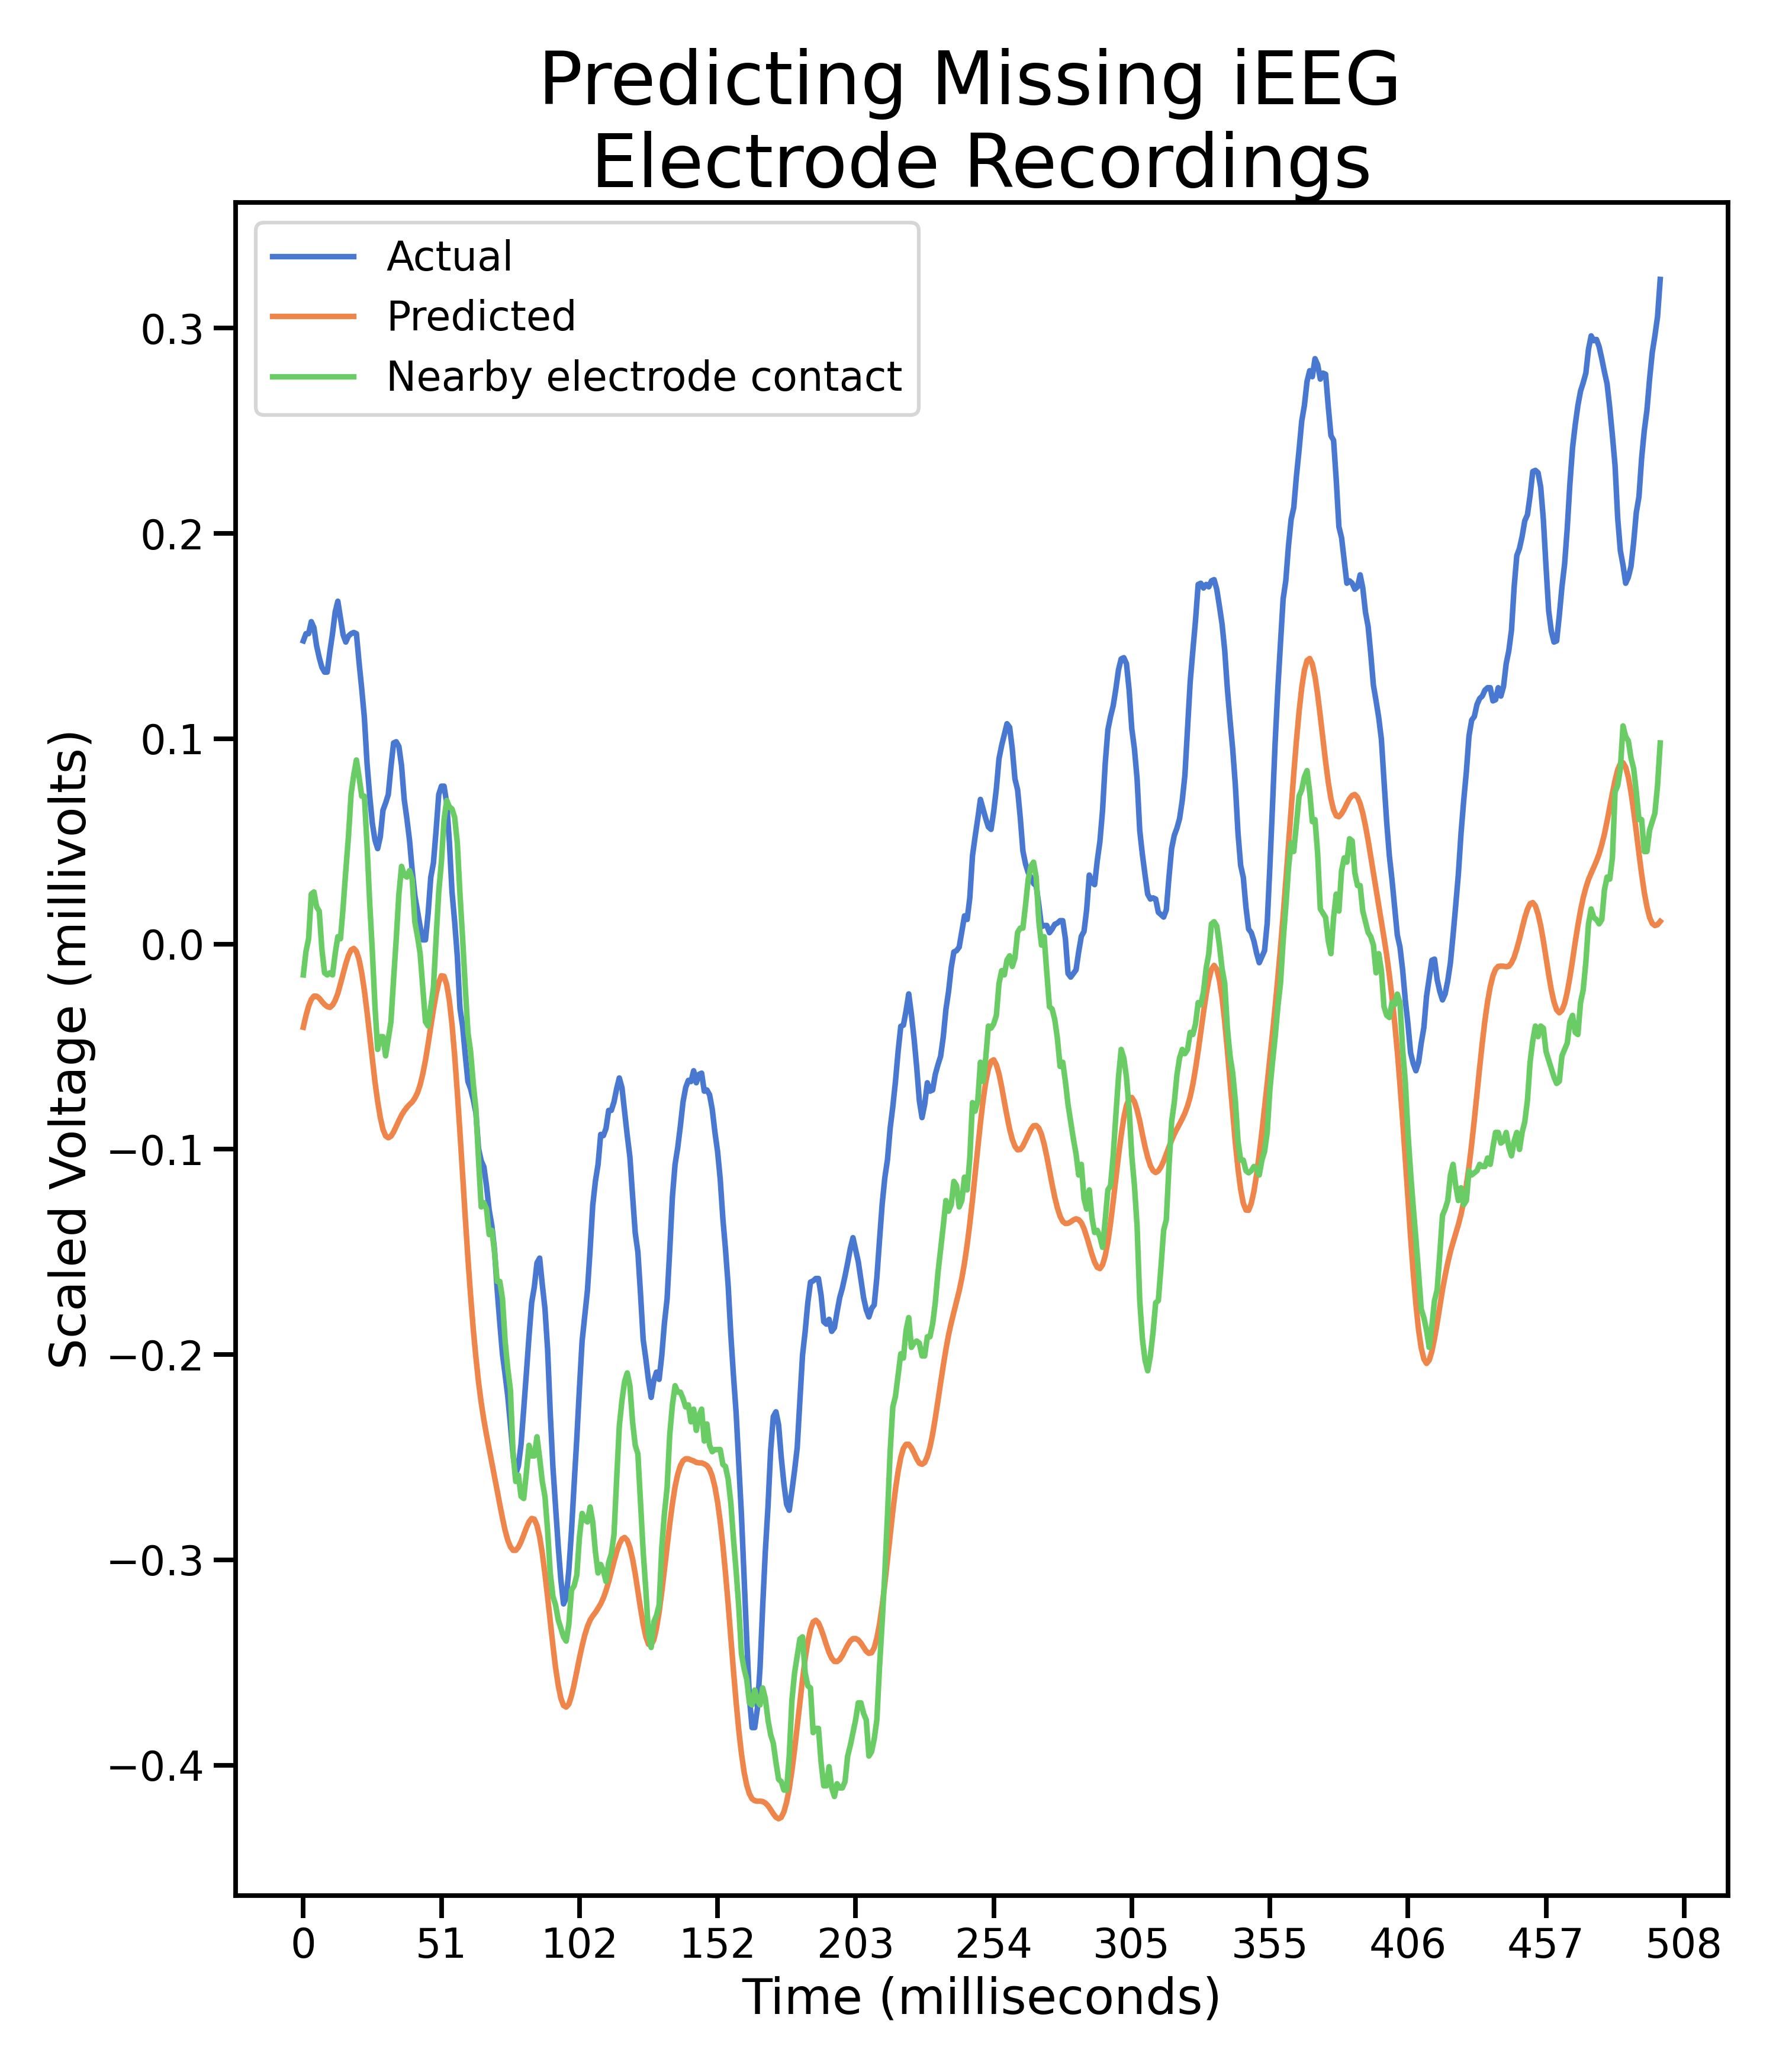 Predicting Missing iEEG
Electrode Recordings
Actual
Predicted
Nearby electrode contact
Scaled Voltage (millivolts)
0.3
0.2
0.1
0.0
−0.1
−0.2
−0.3
−0.4
0 51 102 152 203 254 305 355 406 457 508
Time (milliseconds)